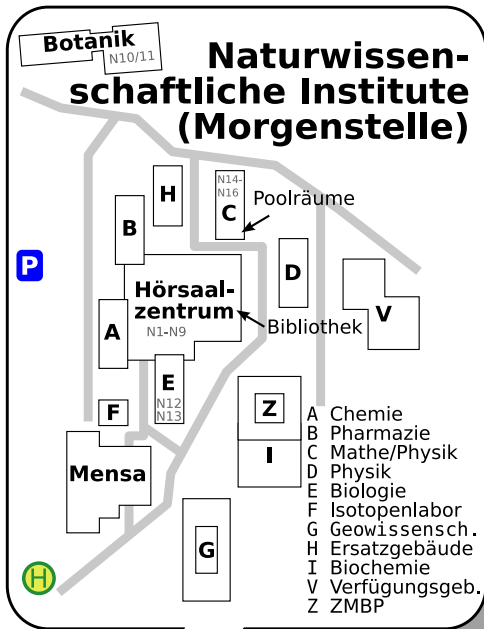 Botanik
N10/11
Naturwissen-
schaftliche Institute
(Morgenstelle)
H
N14-
N16
C
Poolräume
B
P
D
Hörsaal-
zentrum
N1-N9
V
Bibliothek
A
E
N12
N13
F
Z
I
Mensa
G
H
A Chemie
B Pharmazie
C Mathe/Physik
D Physik
E Biologie
F Isotopenlabor
G Geowissensch.
H Ersatzgebäude
I Biochemie
V Verfügungsgeb.
Z ZMBP